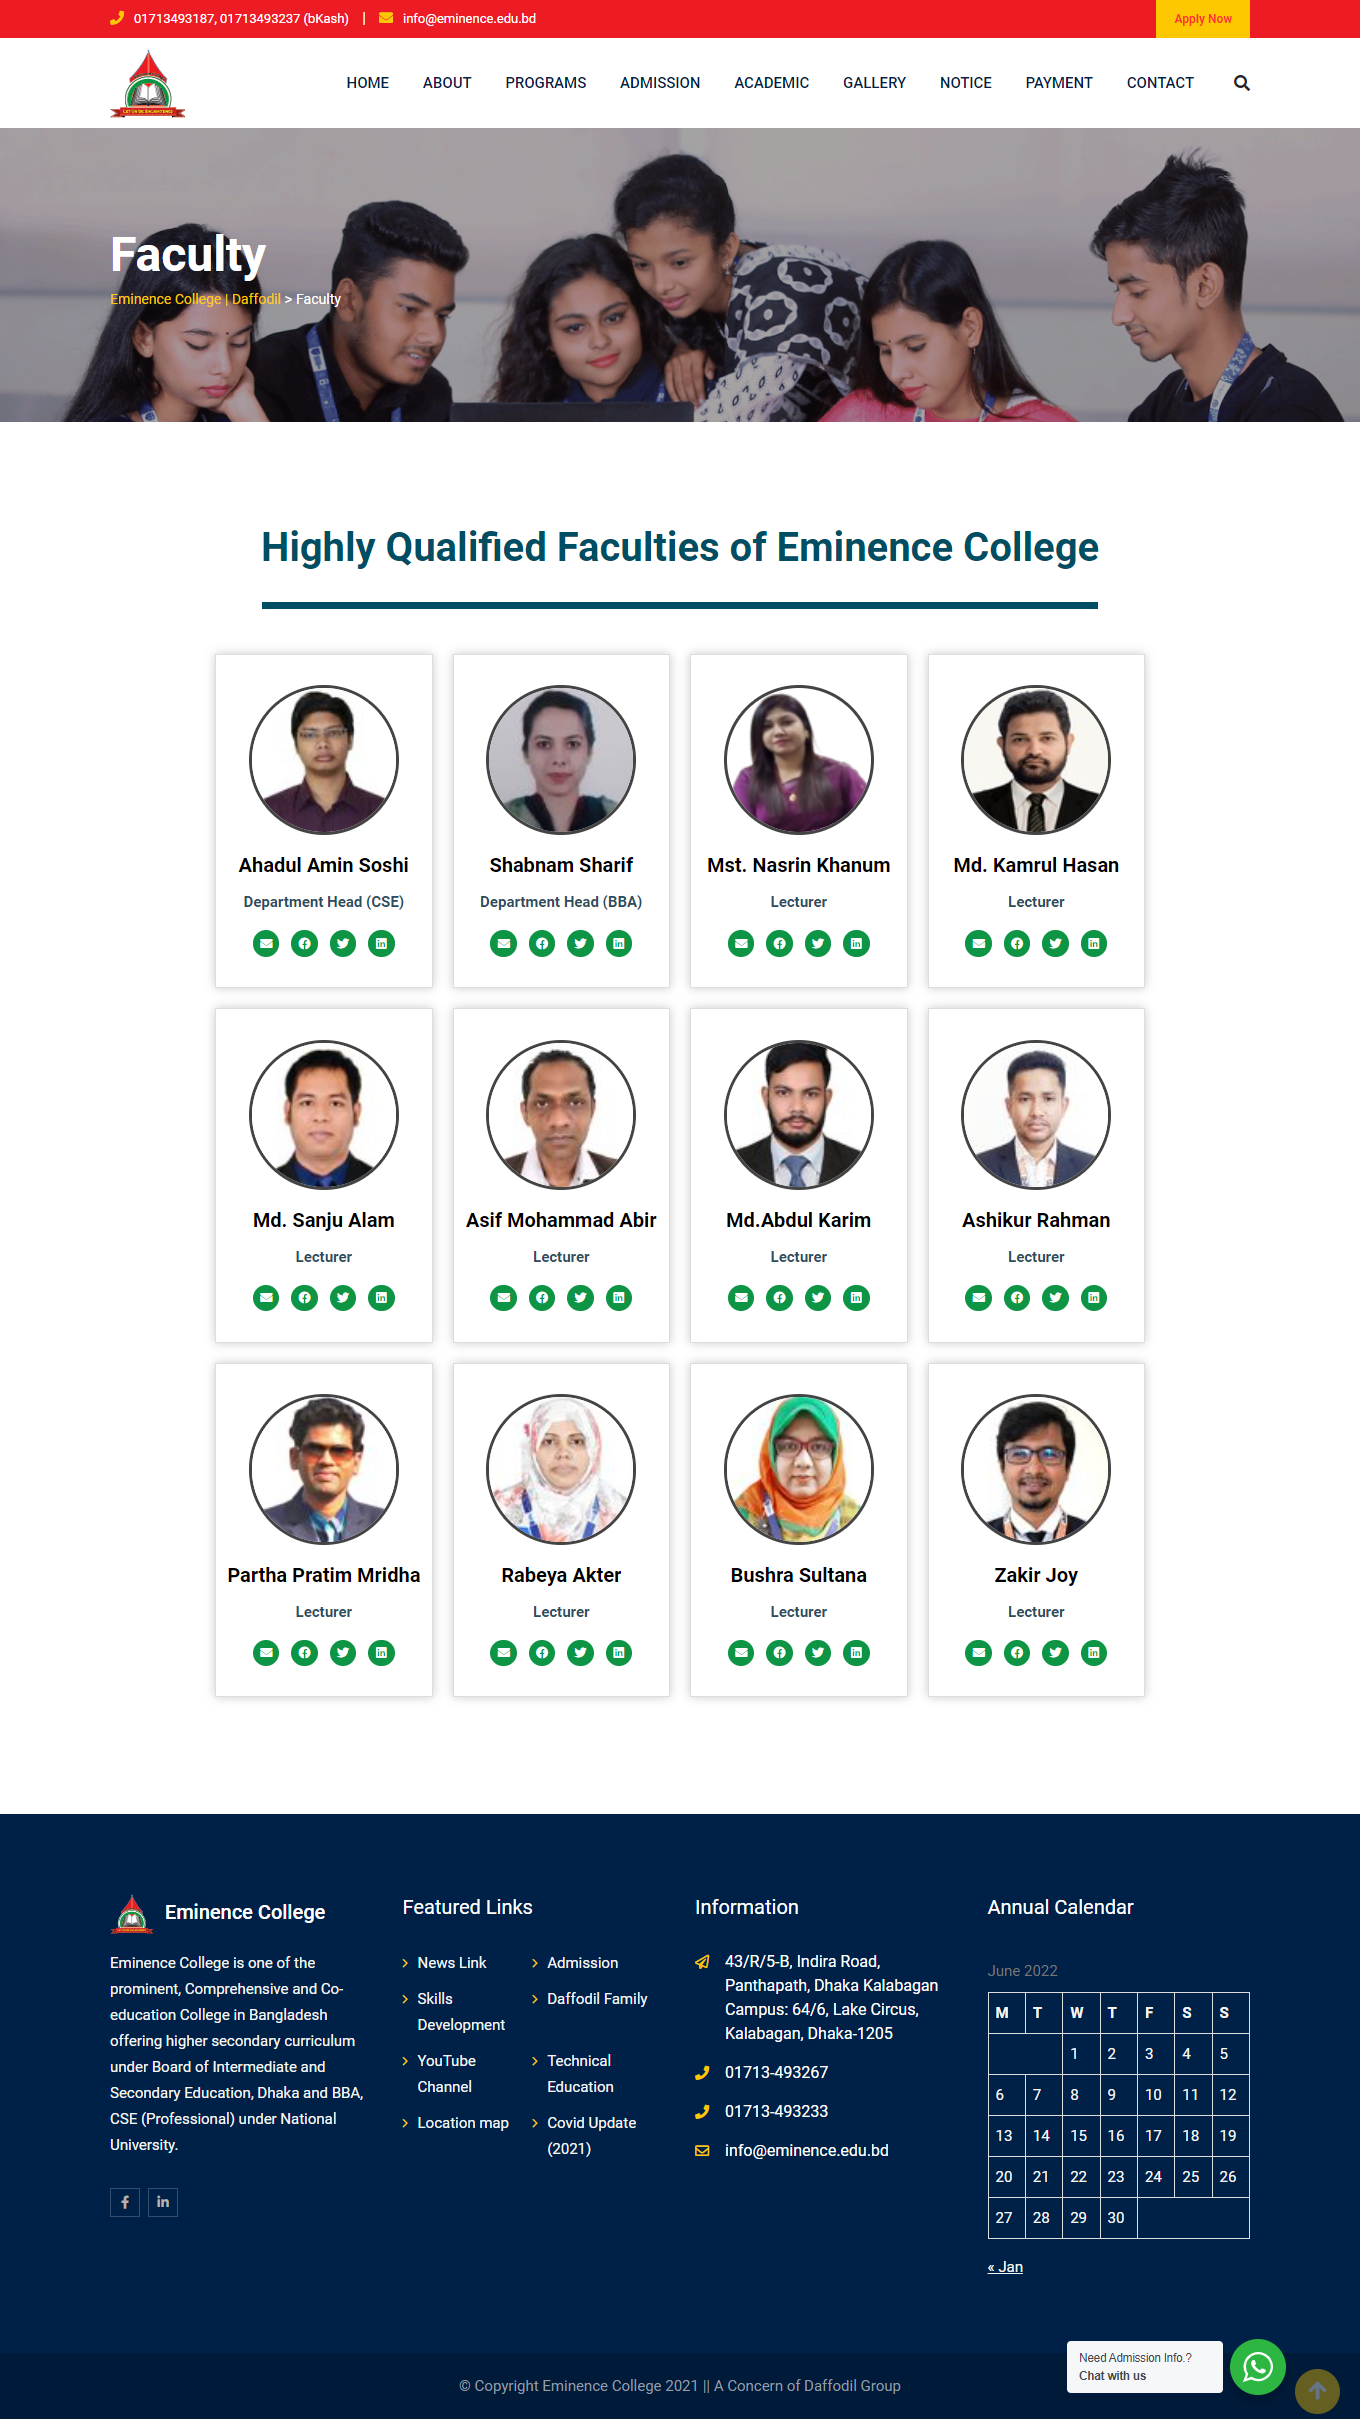 01713493187, 01713493237 (bKash) | info@eminence.edu.bd
Apply Now
HOME ABOUT PROGRAMS ADMISSION ACADEMIC GALLERY NOTICE PAYMENT CONTACT
Faculty
Eminence College | Daffodil > Faculty
Highly Qualified Faculties of Eminence College
Ahadul Amin Soshi
Department Head (CSE)
Shabnam Sharif
Department Head (BBA)
Mst. Nasrin Khanum
Lecturer
Md. Kamrul Hasan
Lecturer
Md. Sanju Alam
Lecturer
Asif Mohammad Abir
Lecturer
Md.Abdul Karim
Lecturer
Ashikur Rahman
Lecturer
Partha Pratim Mridha
Lecturer
Rabeya Akter
Lecturer
Bushra Sultana
Lecturer
Zakir Joy
Lecturer
Eminence College
Eminence College is one of the
prominent, Comprehensive and Co-
education College in Bangladesh
offering higher secondary curriculum
under Board of Intermediate and
Secondary Education, Dhaka and BBA,
CSE (Professional) under National
University.
Featured Links
News Link
Skills
Development
YouTube
Channel
Location map
Admission
Daffodil Family
Technical
Education
Covid Update
(2021)
Information
43/R/5-B, Indira Road,
Panthapath, Dhaka Kalabagan
Campus: 64/6, Lake Circus,
Kalabagan, Dhaka-1205
01713-493267
01713-493233
info@eminence.edu.bd
Annual Calendar
June 2022
M T W T F S S
1 2 3 4 5
6 7 8 9 10 11 12
13 14 15 16 17 18 19
20 21 22 23 24 25 26
27 28 29 30
« Jan
Need Admission Info.?
Chat with us
© Copyright Eminence College 2021 || A Concern of Daffodil Group